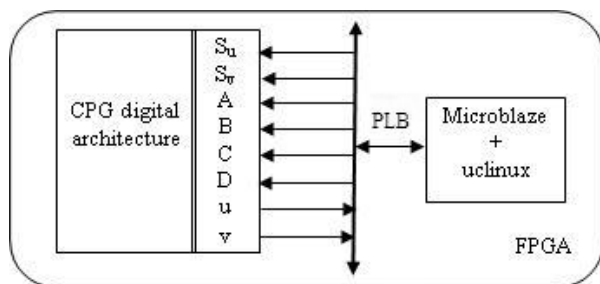 CPG digital
architecture
Su
Sv
A
B
C
D
u
v
PLB
Microblaze
+
uclinux
FPGA